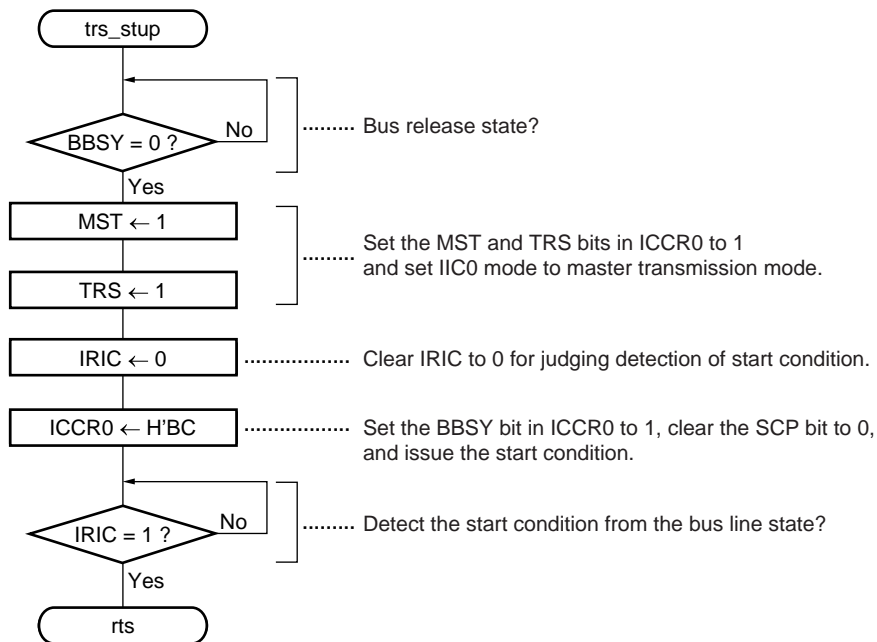 trs_stup
BBSY = 0 ?
No
Yes
......... Bus release state?
MST ← 1
TRS ← 1
......... Set the MST and TRS bits in ICCR0 to 1
and set IIC0 mode to master transmission mode.
IRIC ← 0
.................. Clear IRIC to 0 for judging detection of start condition.
ICCR0 ← H'BC
.................. Set the BBSY bit in ICCR0 to 1, clear the SCP bit to 0,
and issue the start condition.
IRIC = 1 ?
No
Yes
......... Detect the start condition from the bus line state?
rts